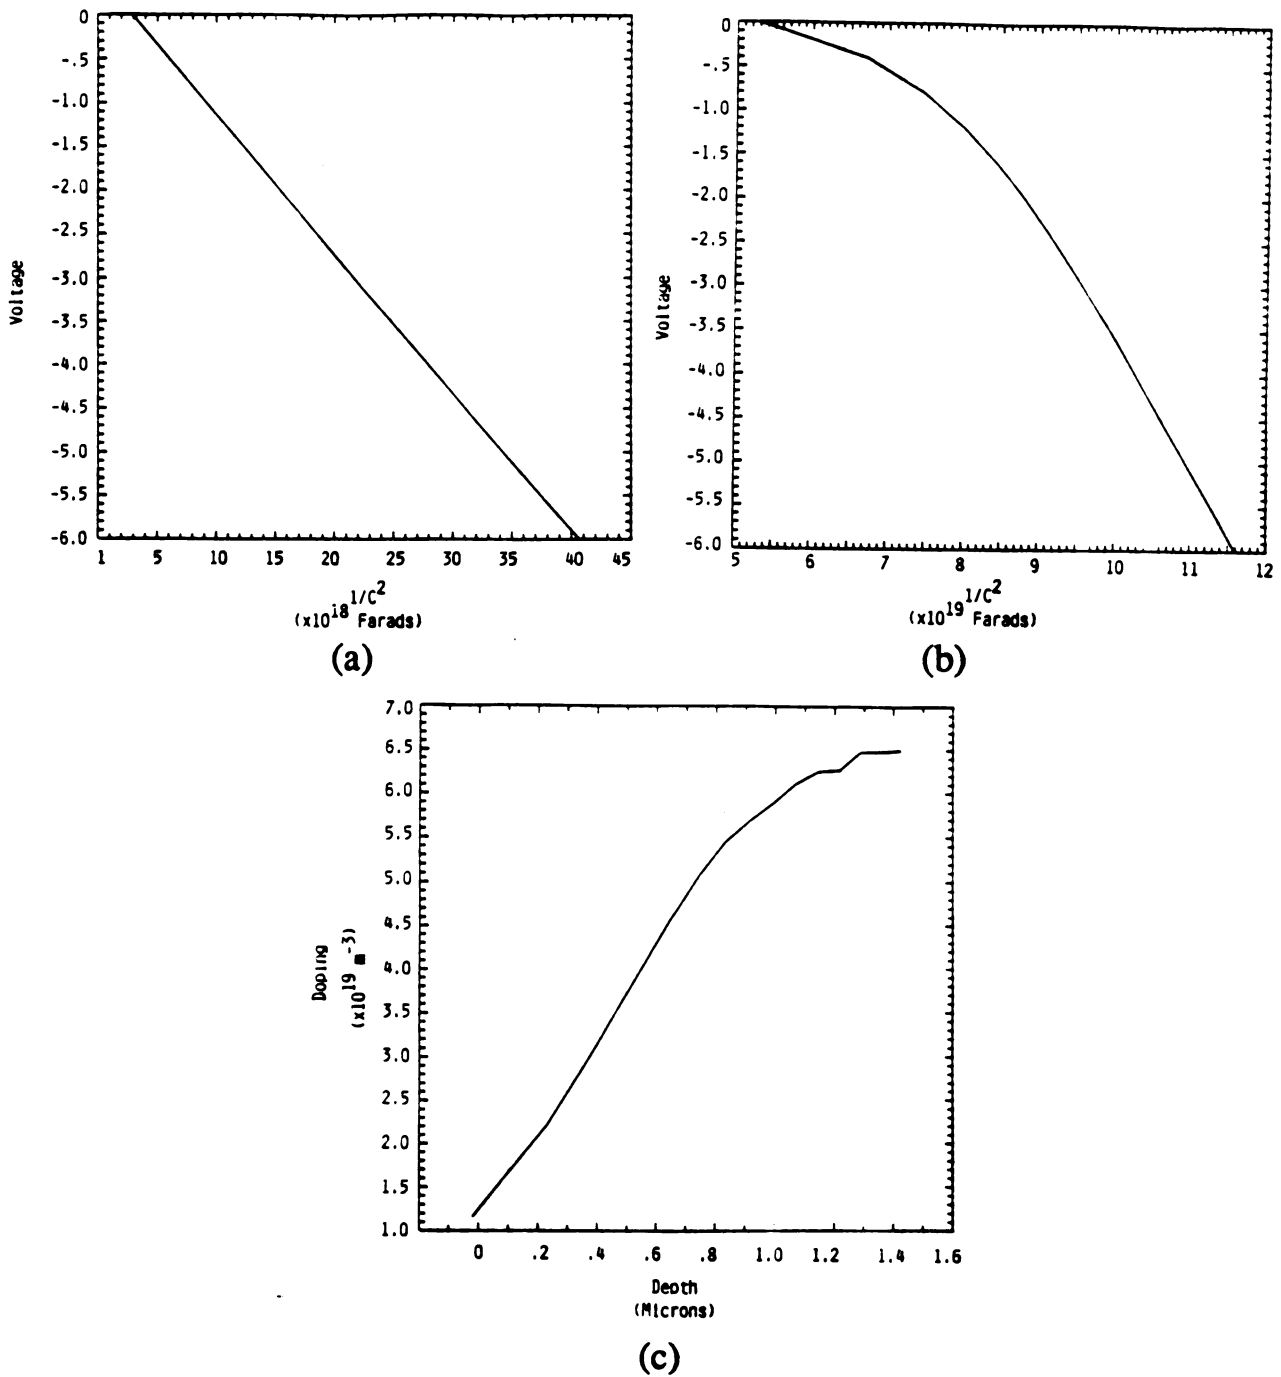 0
-.5
-1.0
-1.5
-2.0
-2.5
-3.0
-3.5
-4.0
-4.5
-5.0
-5.5
-6.0
Voltage
1 5 10 15 20 25 30 35 40 45
1/C²
(x10¹⁸ Farads)
(a)
0
-.5
-1.0
-1.5
-2.0
-2.5
-3.0
-3.5
-4.0
-4.5
-5.0
-5.5
-6.0
Voltage
5 6 7 8 9 10 11 12
1/C²
(x10¹⁹ Farads)
(b)
7.0
6.5
6.0
5.5
5.0
4.5
4.0
3.5
3.0
2.5
2.0
1.5
1.0
Doping
(x10¹⁹ m⁻³)
0 .2 .4 .6 .8 1.0 1.2 1.4 1.6
Depth
(Microns)
(c)